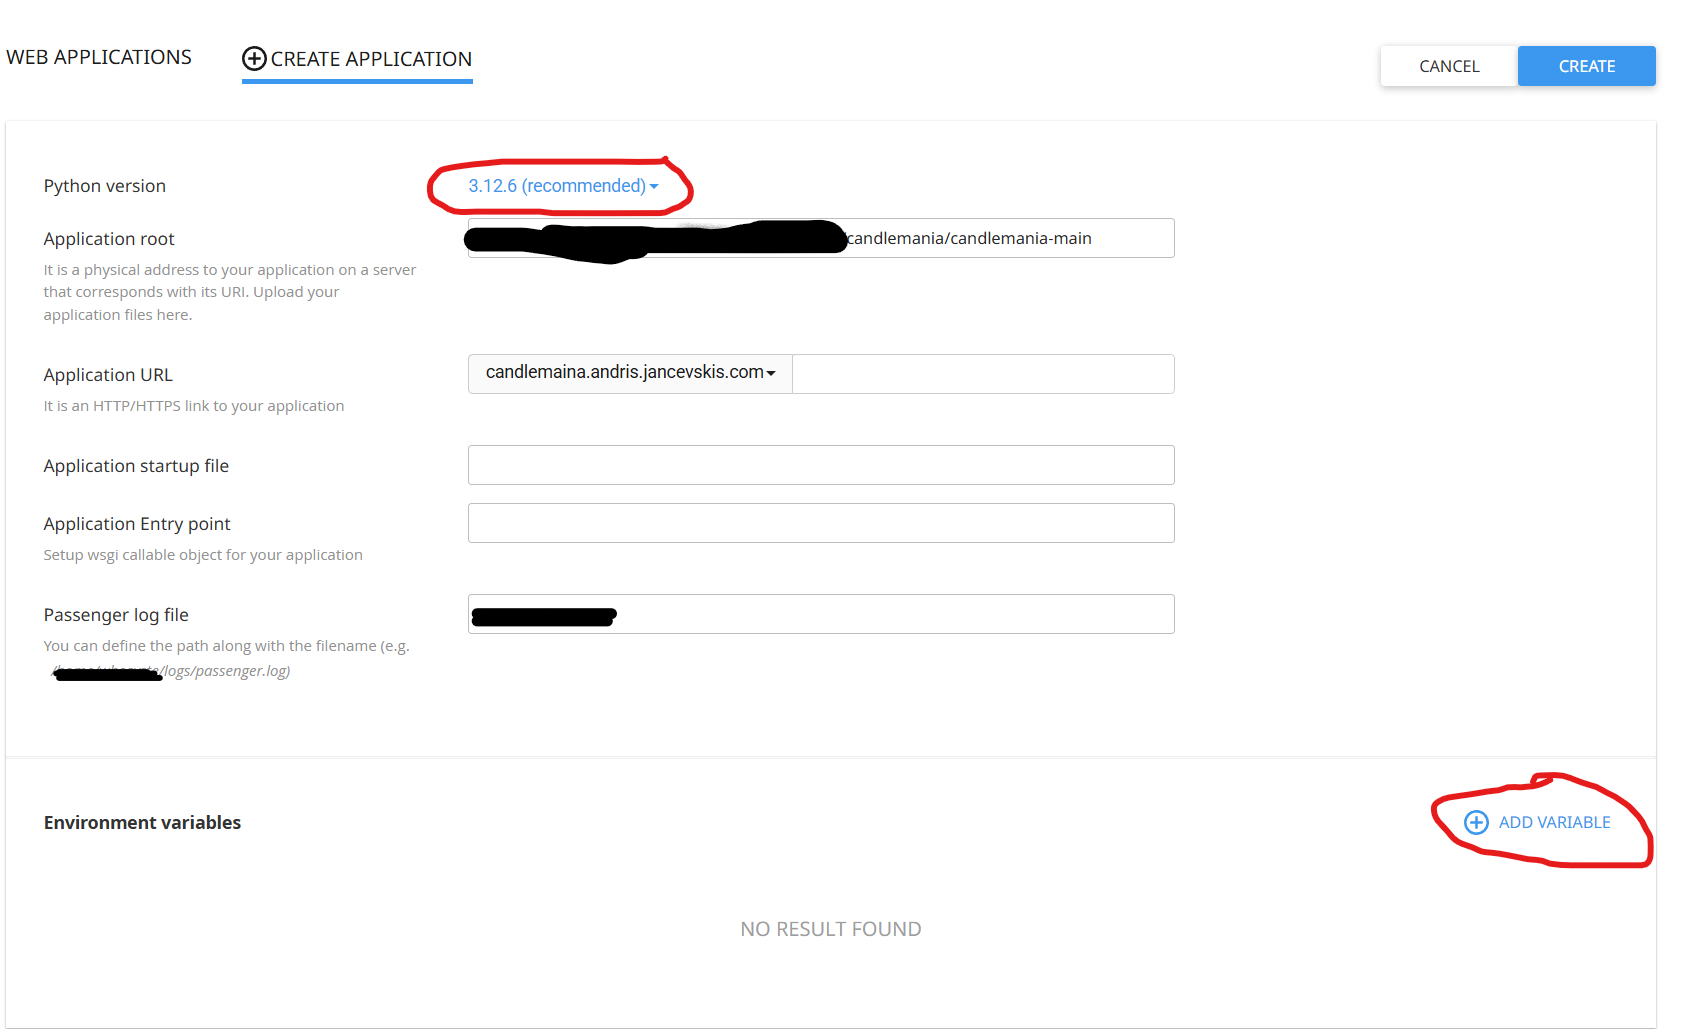 WEB APPLICATIONS
CREATE APPLICATION
CANCEL
CREATE
Python version
3.12.6 (recommended)
Application root
/candlemania/candlemania-main
It is a physical address to your application on a server
that corresponds with its URI. Upload your
application files here.
Application URL
candlemaina.andris.jancevskis.com
It is an HTTP/HTTPS link to your application
Application startup file
Application Entry point
Setup wsgi callable object for your application
Passenger log file
You can define the path along with the filename (e.g.
/logs/passenger.log)
Environment variables
ADD VARIABLE
NO RESULT FOUND